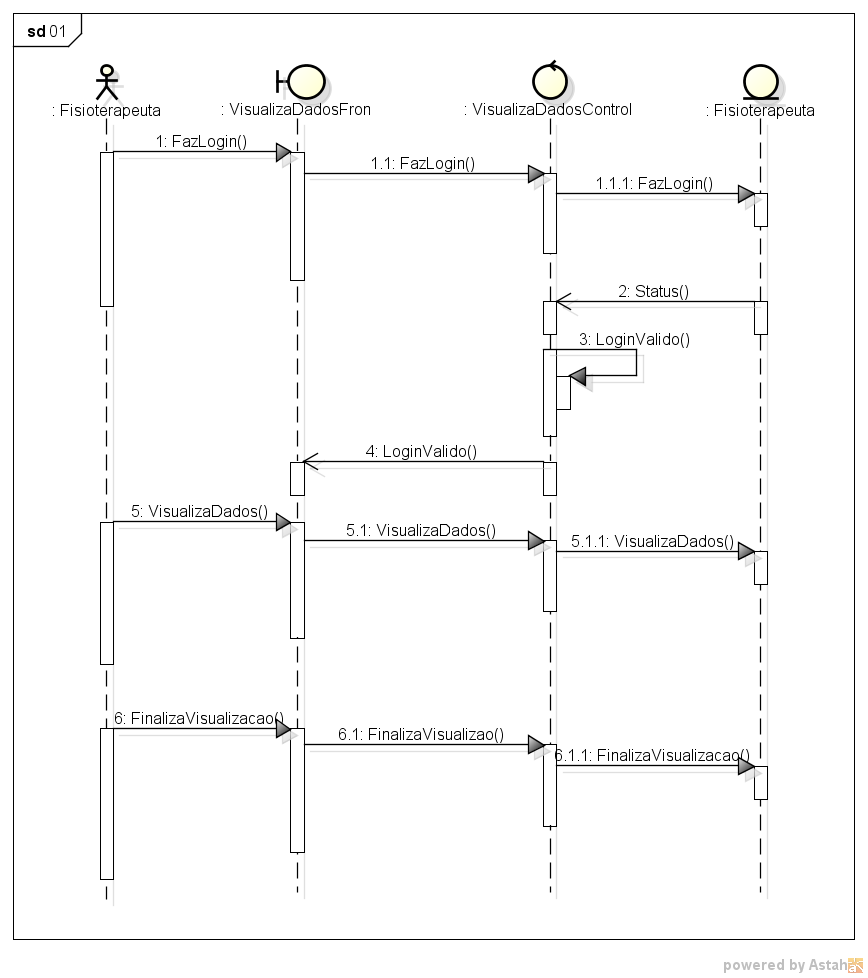 sd 01
: Fisioterapeuta
: VisualizaDadosFron
: VisualizaDadosControl
: Fisioterapeuta
1: FazLogin()
1.1: FazLogin()
1.1.1: FazLogin()
2: Status()
3: LoginValido()
4: LoginValido()
5: VisualizaDados()
5.1: VisualizaDados()
5.1.1: VisualizaDados()
6: FinalizaVisualizacao()
6.1: FinalizaVisualizao()
6.1.1: FinalizaVisualizacao()
powered by Astah